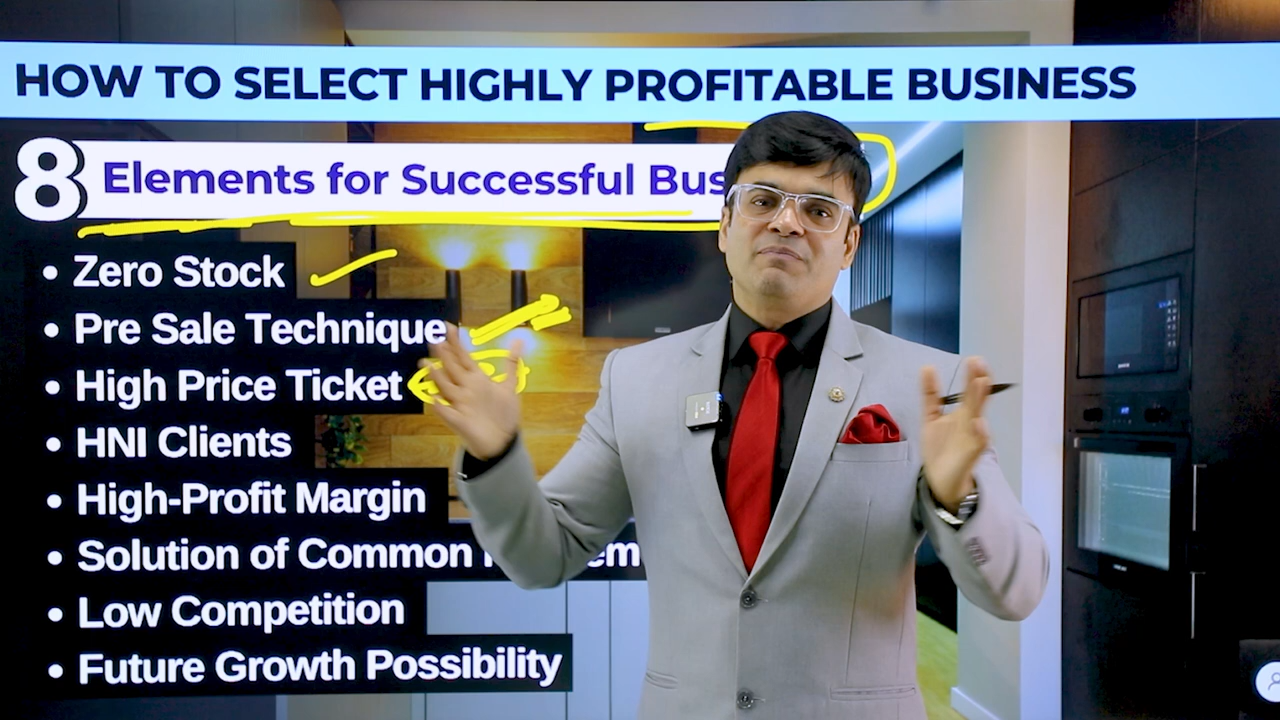 HOW TO SELECT HIGHLY PROFITABLE BUSINESS
8 Elements for Successful Bus
• Zero Stock
• Pre Sale Technique
• High Price Ticket
• HNI Clients
• High-Profit Margin
• Solution of Common
• Low Competition
• Future Growth Possibility